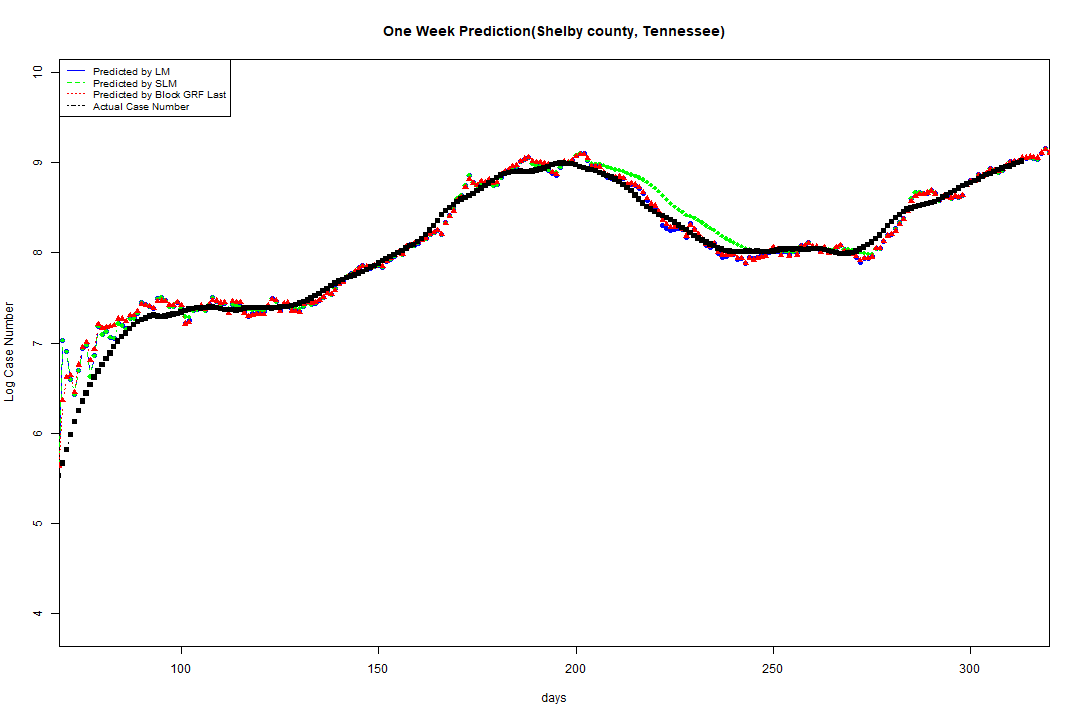 One Week Prediction(Shelby county, Tennessee)
Predicted by LM
Predicted by SLM
Predicted by Block GRF Last
Actual Case Number
10
9
8
7
6
5
4
Log Case Number
100 150 200 250 300
days